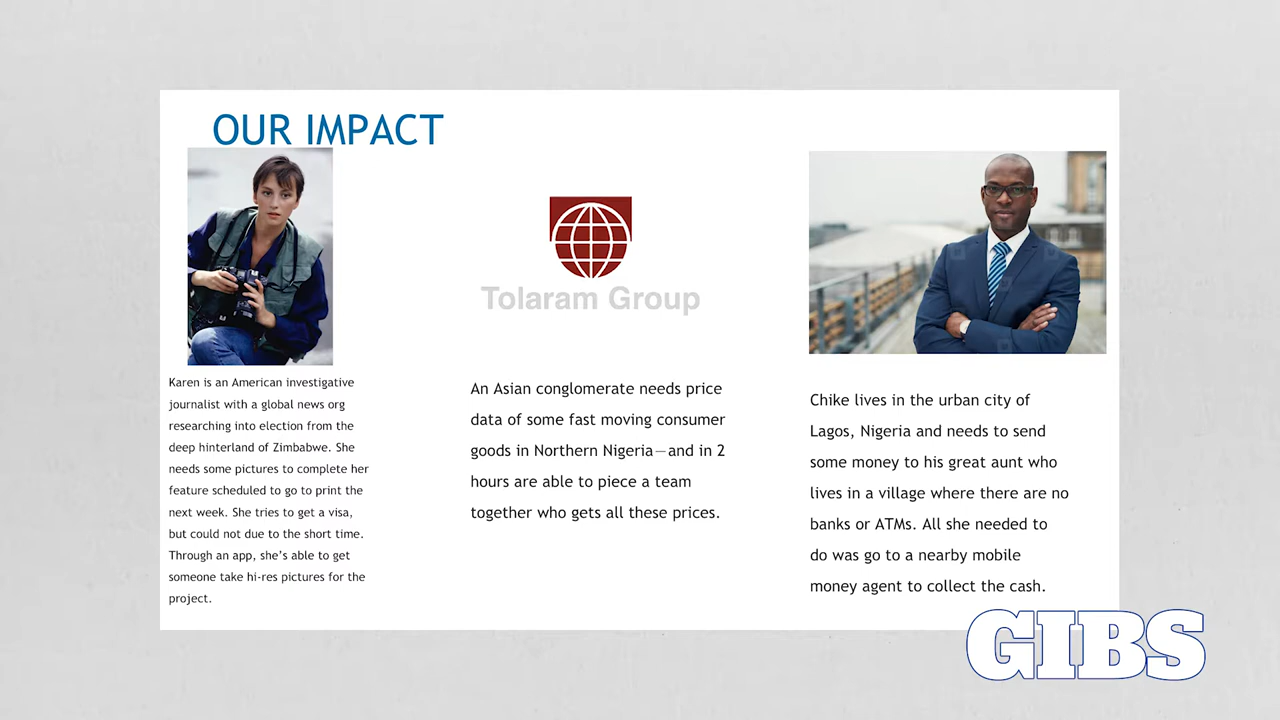 OUR IMPACT
Karen is an American investigative
journalist with a global news org
researching into election from the
deep hinterland of Zimbabwe. She
needs some pictures to complete her
feature scheduled to go to print the
next week. She tries to get a visa,
but could not due to the short time.
Through an app, she's able to get
someone take hi-res pictures for the
project.
Tolaram Group
An Asian conglomerate needs price
data of some fast moving consumer
goods in Northern Nigeria—and in 2
hours are able to piece a team
together who gets all these prices.
Chike lives in the urban city of
Lagos, Nigeria and needs to send
some money to his great aunt who
lives in a village where there are no
banks or ATMs. All she needed to
do was go to a nearby mobile
money agent to collect the cash.
GIBS